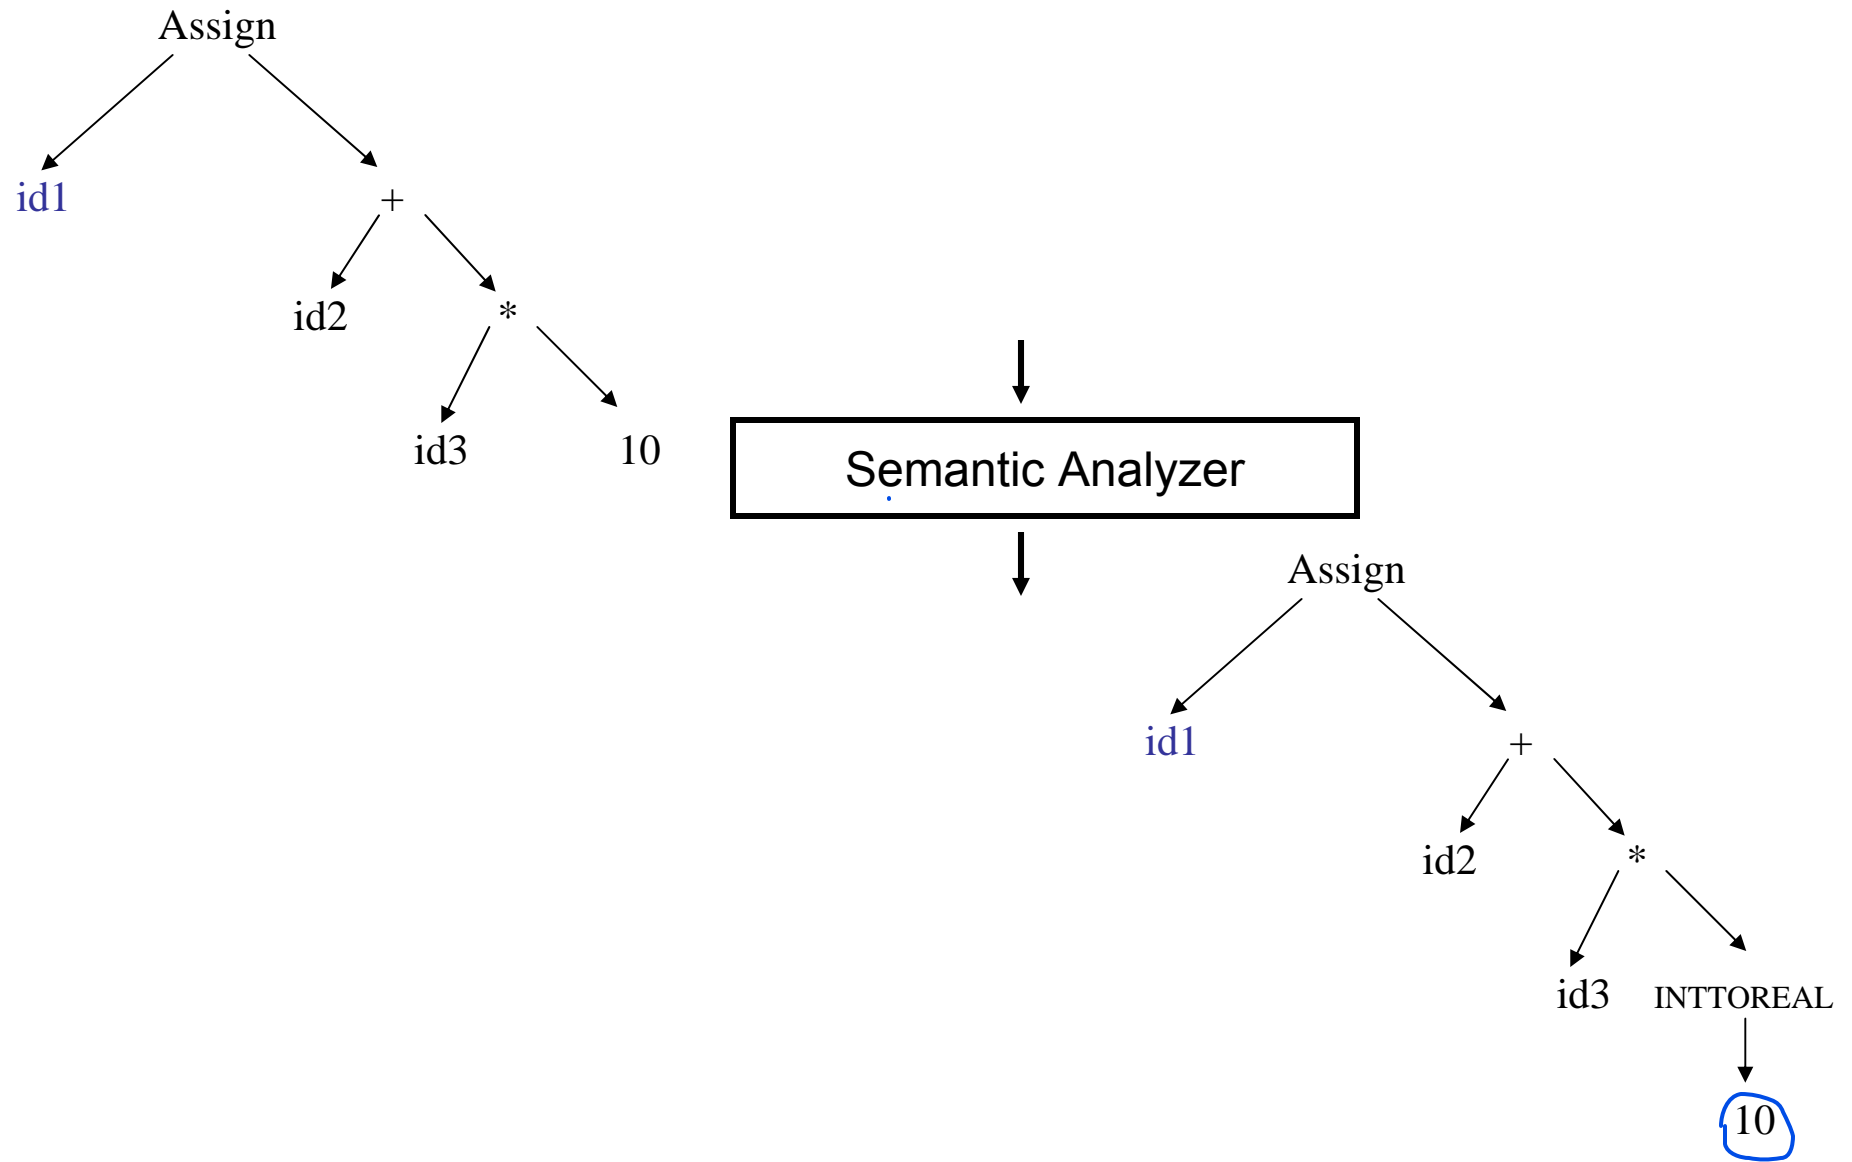 Assign
id1
+
id2
*
id3 10
Semantic Analyzer
Assign
id1
+
id2
*
id3 INTTOREAL
10